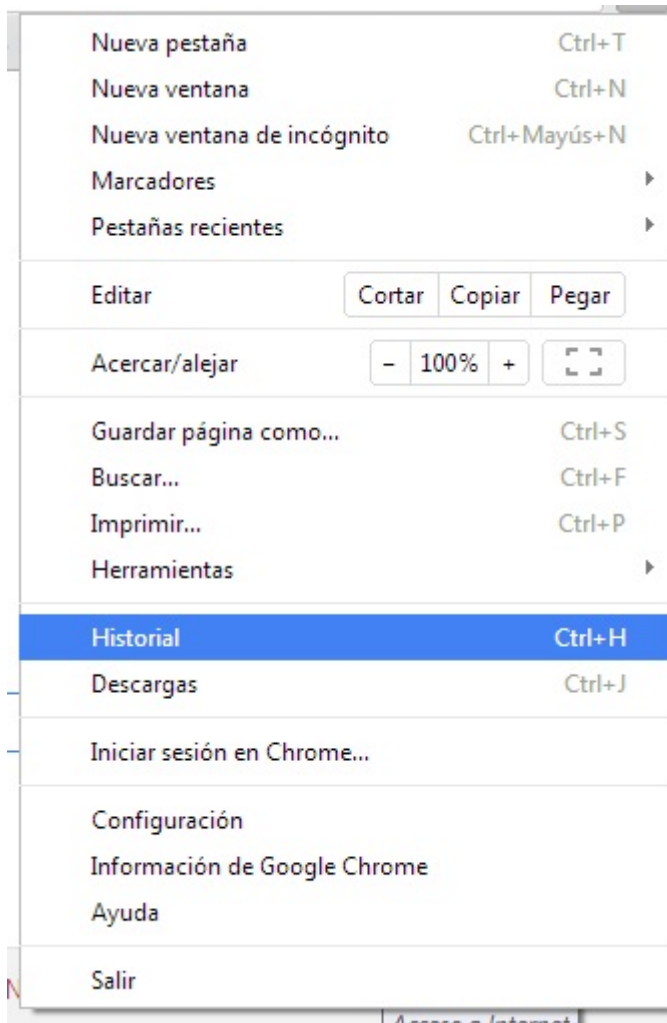 Nueva pestaña Ctrl+T
Nueva ventana Ctrl+N
Nueva ventana de incógnito Ctrl+Mayús+N
Marcadores
Pestañas recientes
Editar Cortar Copiar Pegar
Acercar/alejar − 100% +
Guardar página como... Ctrl+S
Buscar... Ctrl+F
Imprimir... Ctrl+P
Herramientas
Historial Ctrl+H
Descargas Ctrl+J
Iniciar sesión en Chrome...
Configuración
Información de Google Chrome
Ayuda
Salir